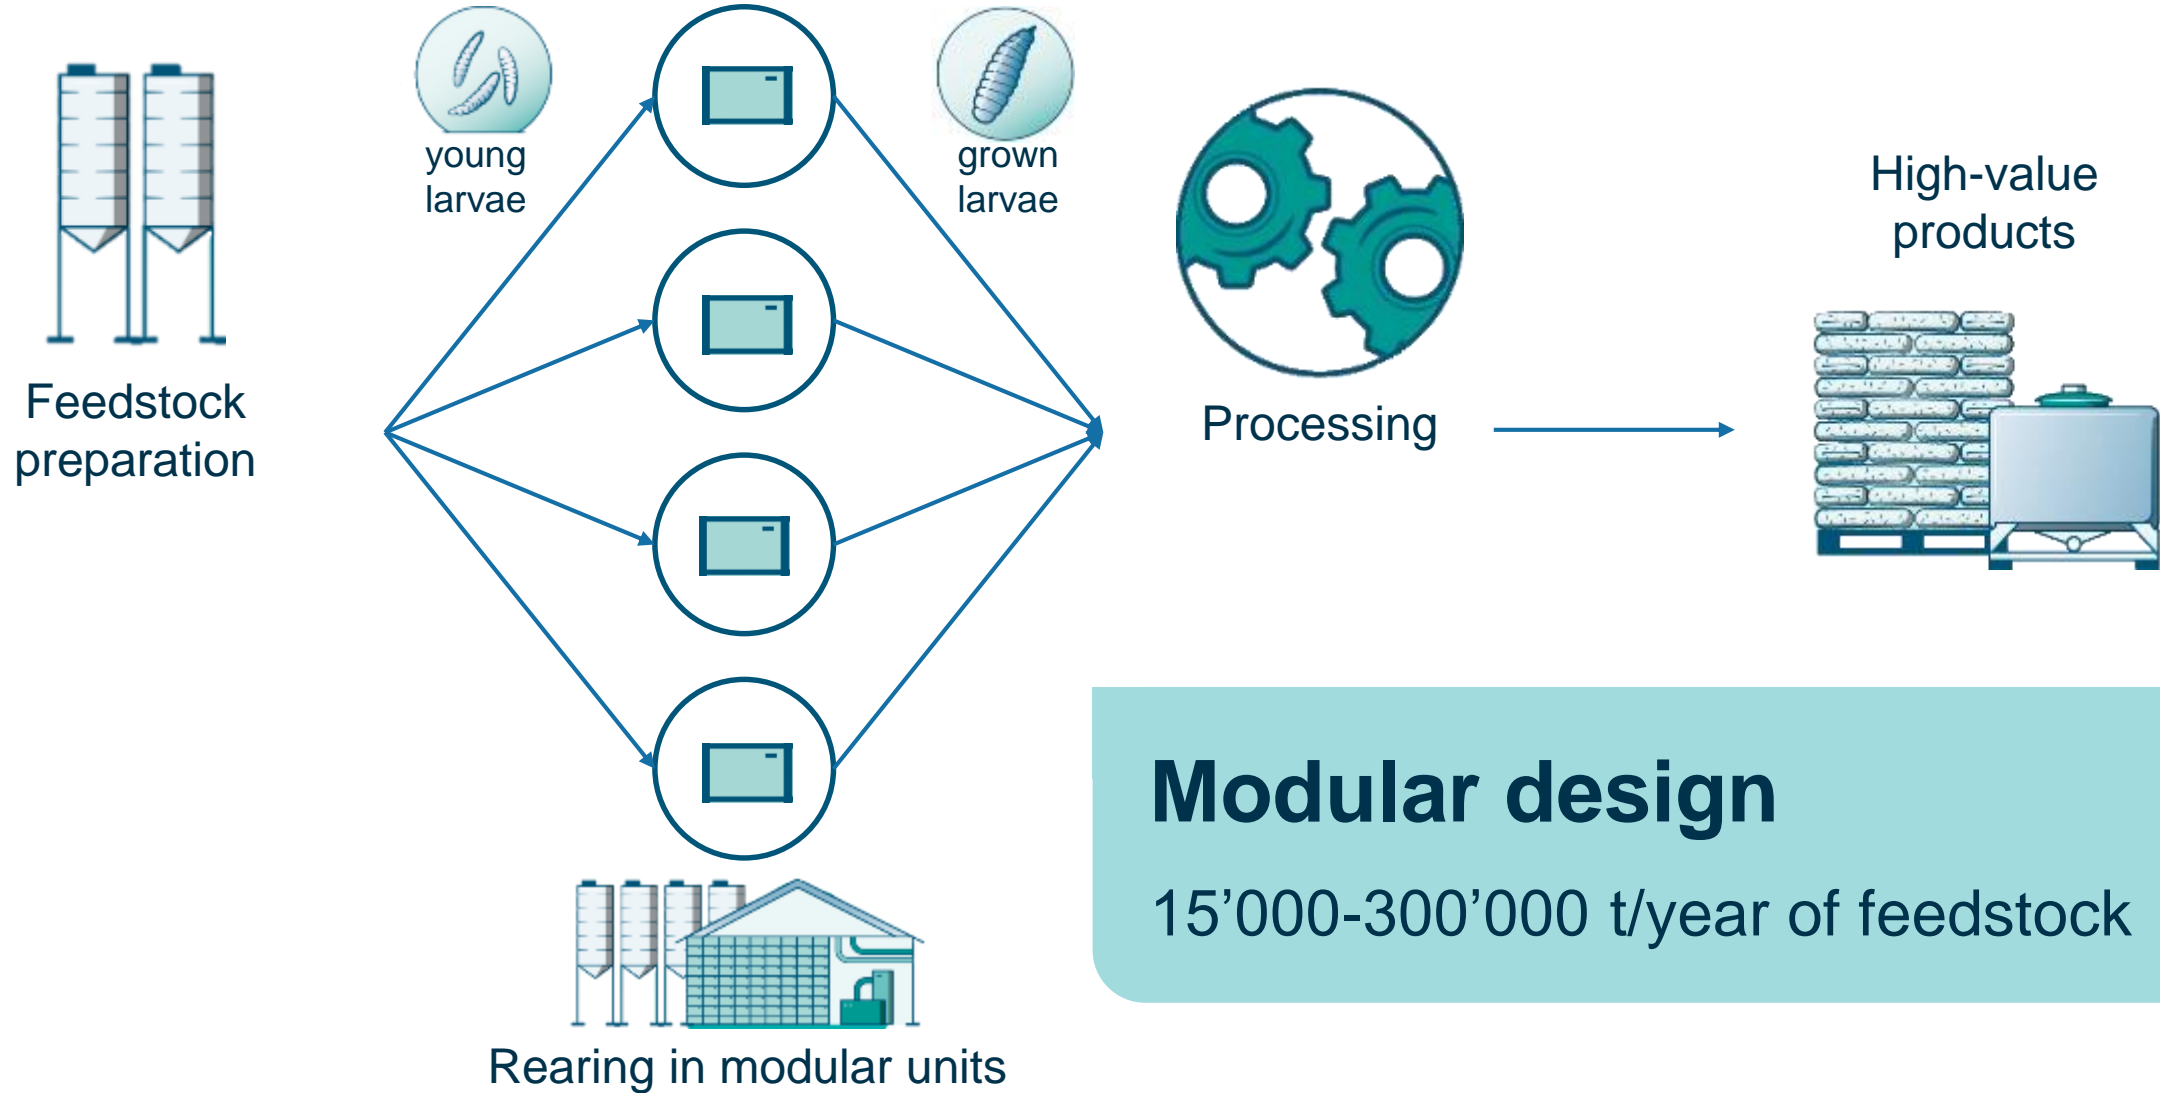 Feedstock
preparation
young
larvae
grown
larvae
Processing
High-value
products
Rearing in modular units
Modular design
15’000-300’000 t/year of feedstock